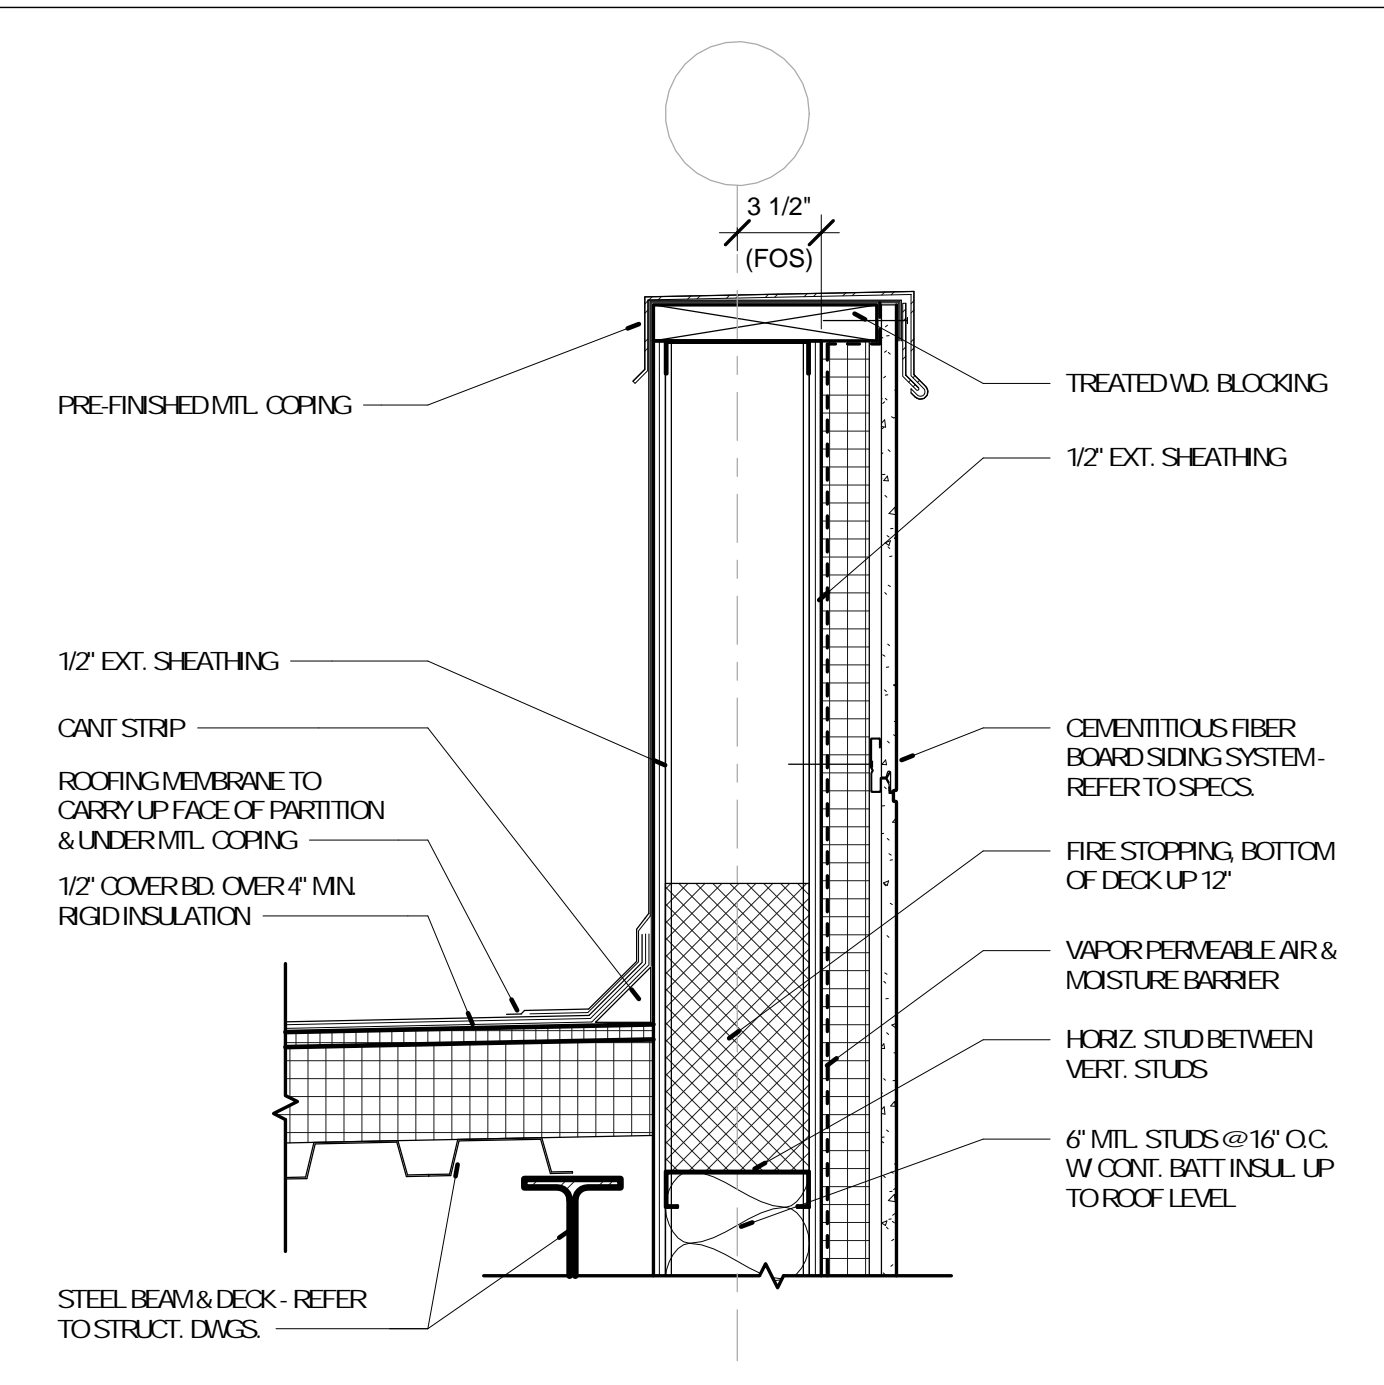 3 1/2"
(FOS)
PRE-FINISHED MTL. COPING
TREATED WD. BLOCKING
1/2" EXT. SHEATHING
1/2" EXT. SHEATHING
CANT STRIP
ROOFING MEMBRANE TO
CARRY UP FACE OF PARTITION
& UNDER MTL. COPING
1/2" COVER BD. OVER 4" MIN.
RIGID INSULATION
CEMENTITIOUS FIBER
BOARD SIDING SYSTEM -
REFER TO SPECS.
FIRE STOPPING, BOTTOM
OF DECK UP 12"
VAPOR PERMEABLE AIR &
MOISTURE BARRIER
HORIZ. STUD BETWEEN
VERT. STUDS
6" MTL. STUDS @ 16" O.C.
W/ CONT. BATT INSUL. UP
TO ROOF LEVEL
STEEL BEAM & DECK - REFER
TO STRUCT. DWGS.